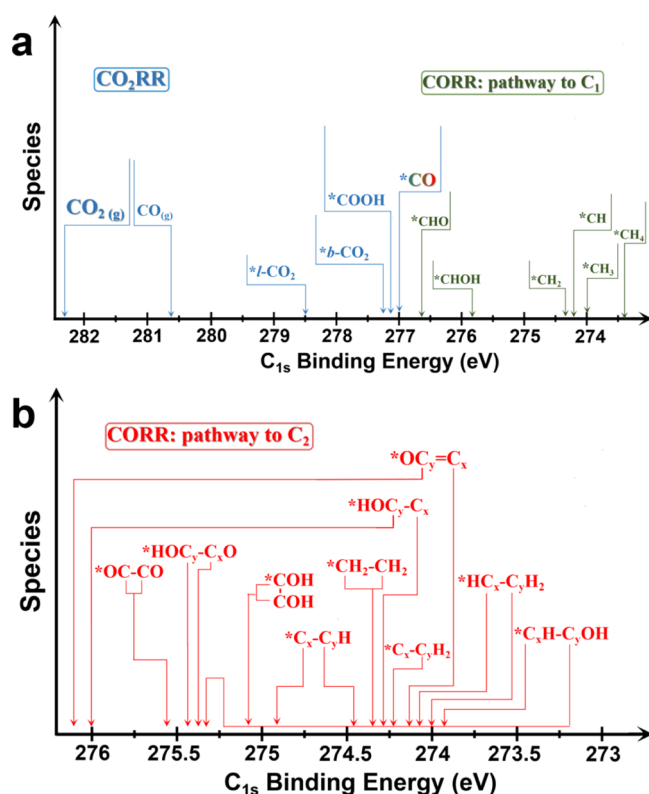 a
CO₂RR
CORR: pathway to C₁
Species
CO₂ (g)
CO(g)
*l-CO₂
*b-CO₂
*COOH
*CO
*CHO
*CHOH
*CH₂
*CH
*CH₃
*CH₄
282 281 280 279 278 277 276 275 274
C₁s Binding Energy (eV)
b
CORR: pathway to C₂
Species
*OCy=Cx
*HOCy-Cx
*HOCy-CxO
*OC-CO
*COH
COH
*CH₂-CH₂
*HCx-CyH₂
*Cx-CyH
*Cx-CyH₂
*CxH-CyOH
276 275.5 275 274.5 274 273.5 273
C₁s Binding Energy (eV)